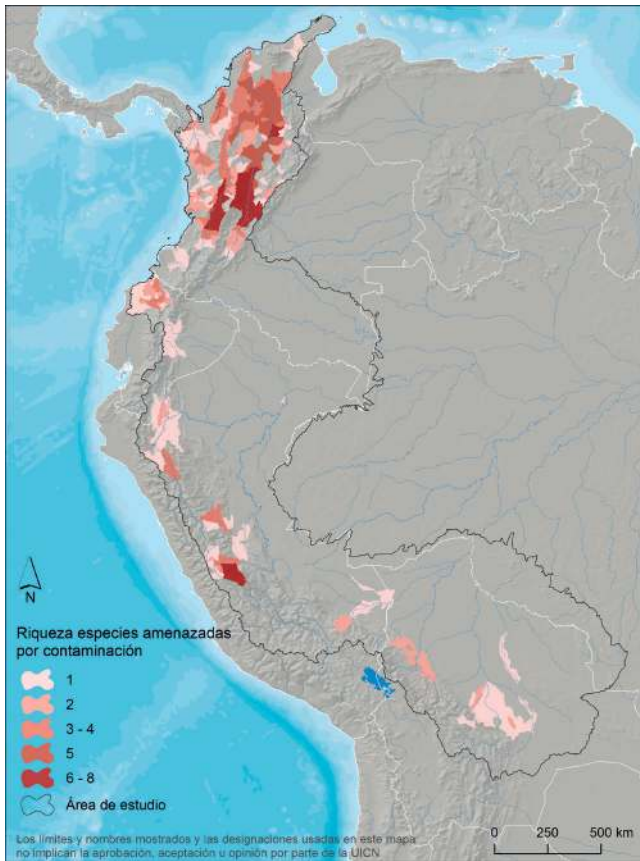 N
Riqueza especies amenazadas
por contaminación
1
2
3 - 4
5
6 - 8
Área de estudio
Los límites y nombres mostrados y las designaciones usadas en este mapa
no implican la aprobación, aceptación u opinión por parte de la UICN
0 250 500 km